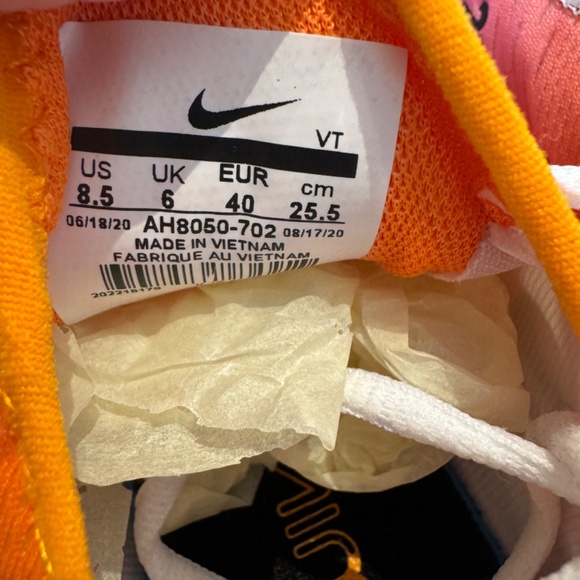 VT
US UK EUR cm
8.5 6 40 25.5
06/18/20 AH8050-702 08/17/20
MADE IN VIETNAM
FABRIQUE AU VIETNAM
AIR